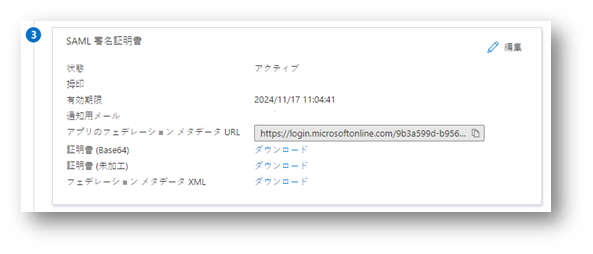 3
SAML 署名証明書
編集
状態 アクティブ
拇印
有効期限 2024/11/17 11:04:41
通知用メール
アプリのフェデレーション メタデータ URL https://login.microsoftonline.com/9b3a599d-b956...
証明書 (Base64) ダウンロード
証明書 (未加工) ダウンロード
フェデレーション メタデータ XML ダウンロード